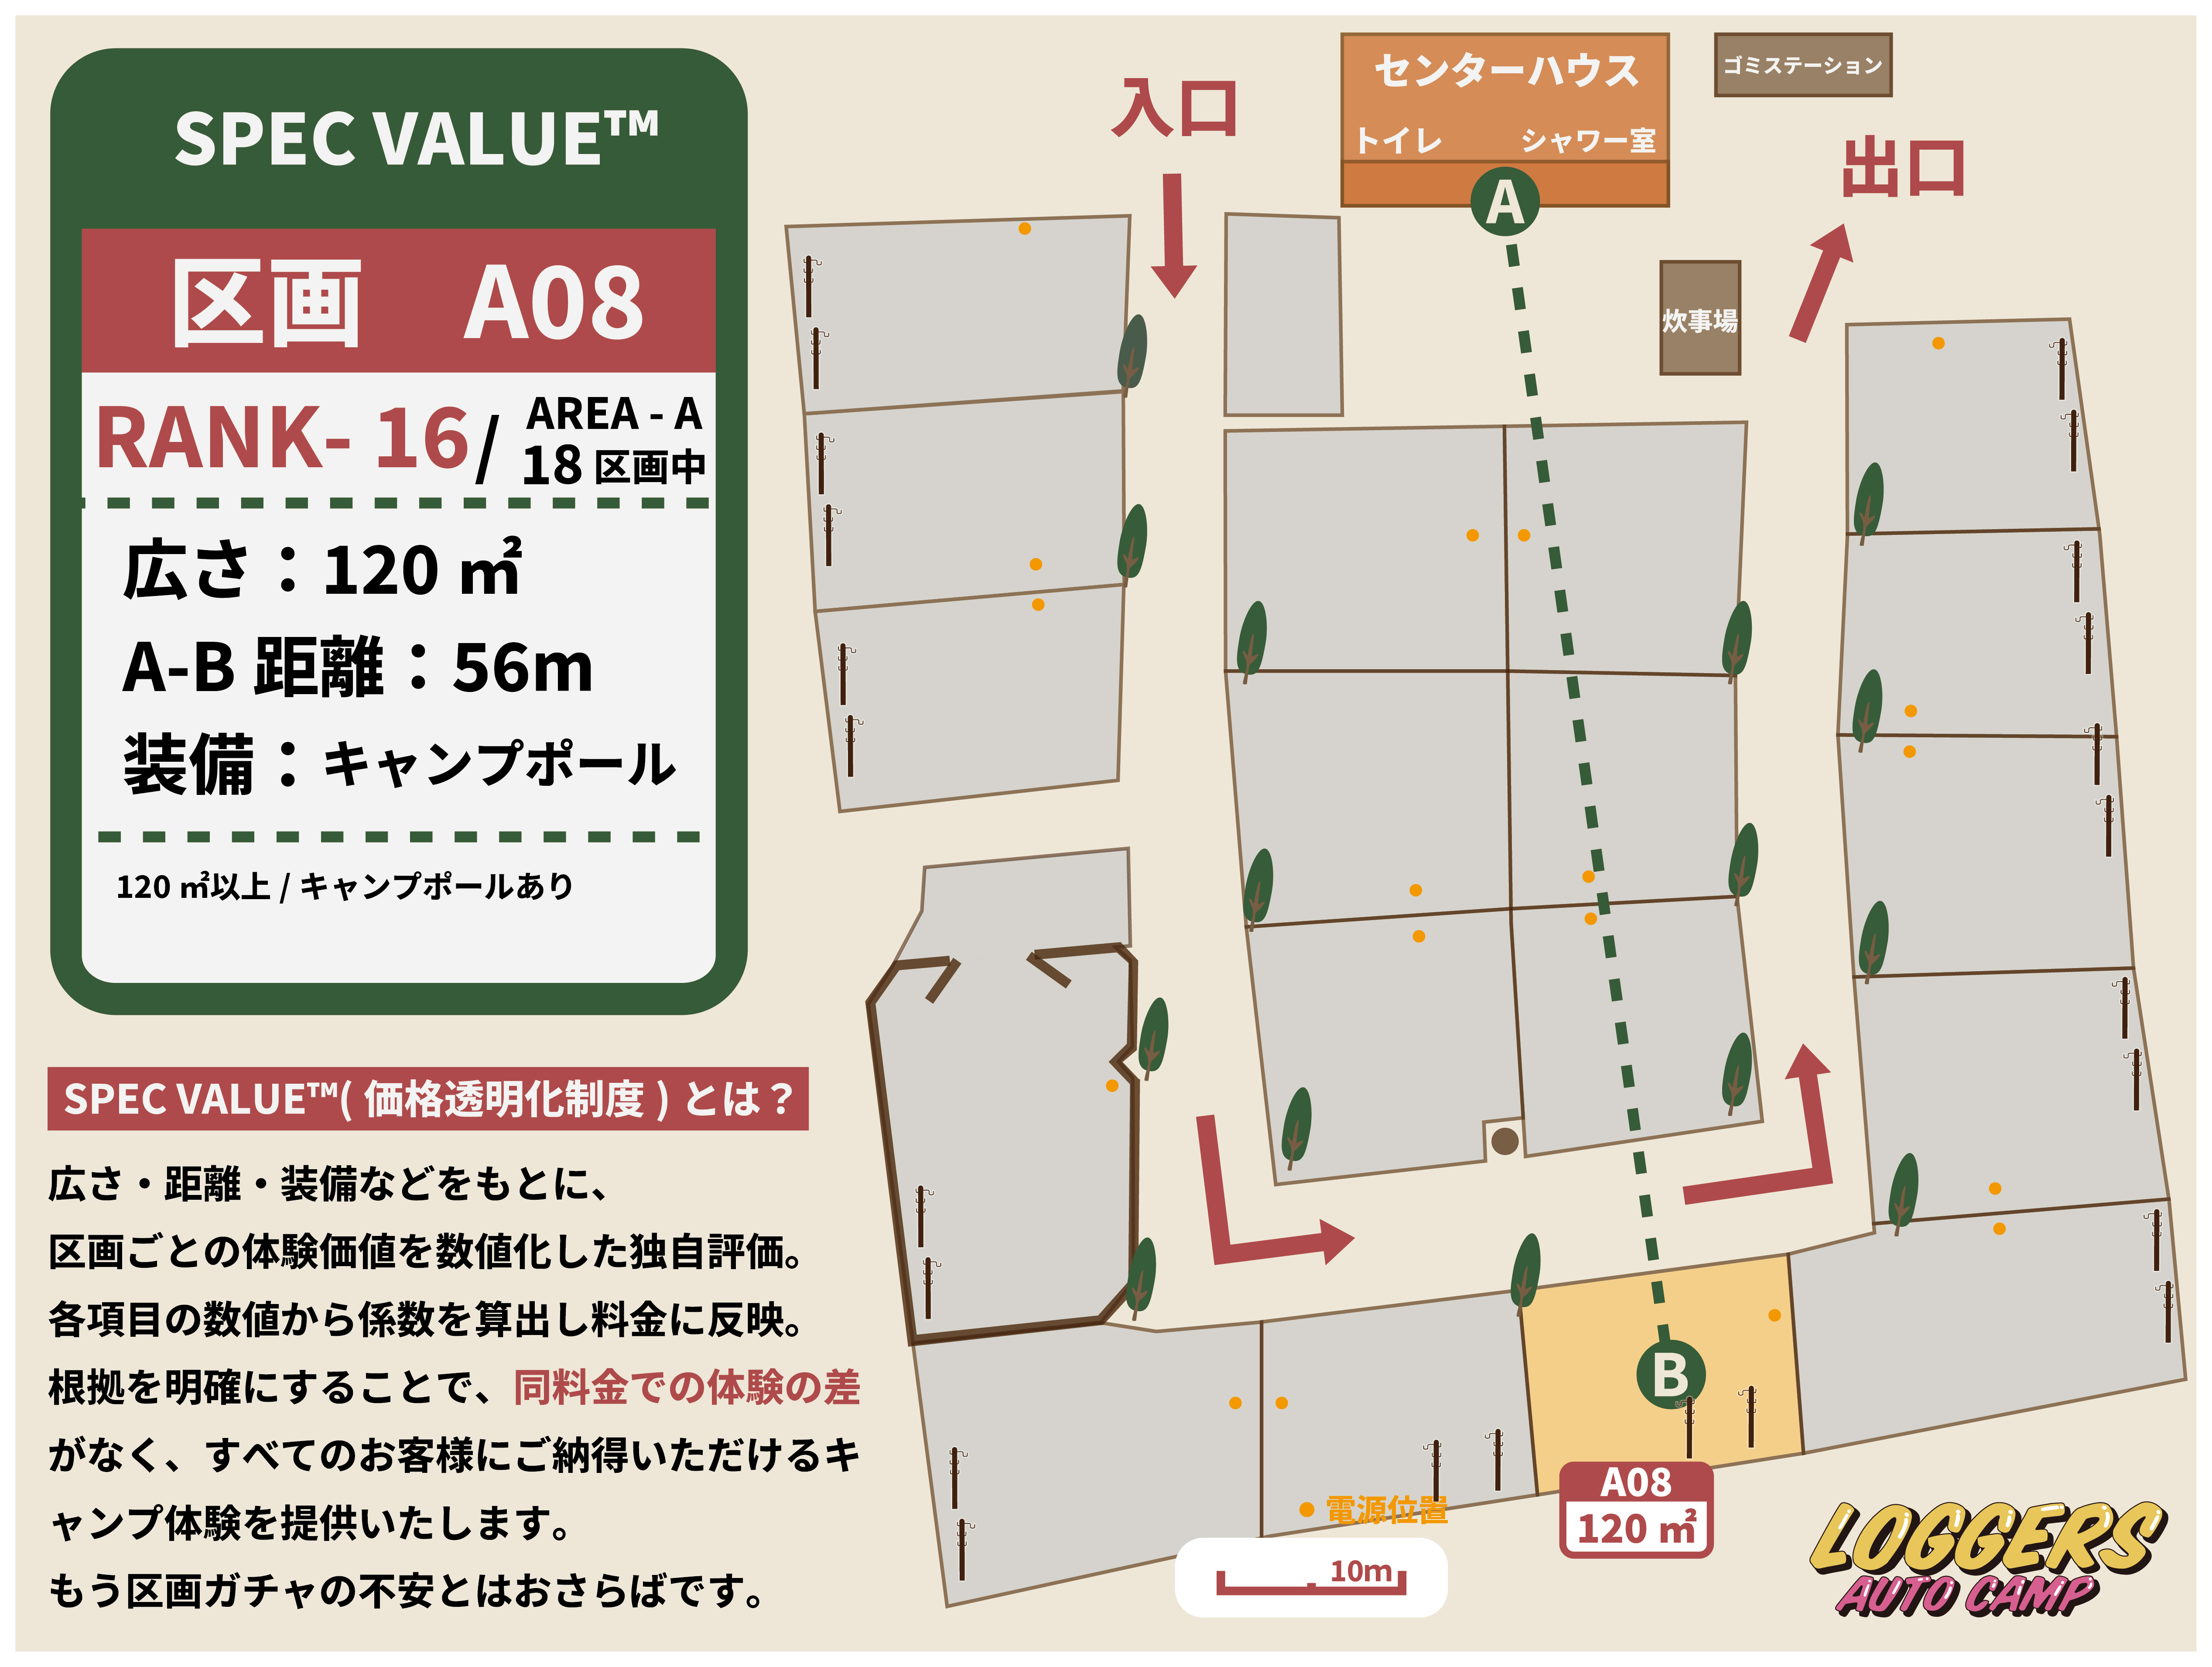 SPEC VALUE™
区画 A08
RANK- 16 / AREA - A
18 区画中
広さ：120 ㎡
A-B 距離：56m
装備：キャンプポール
120 ㎡以上 / キャンプポールあり
SPEC VALUE™( 価格透明化制度 ) とは？
広さ・距離・装備などをもとに、
区画ごとの体験価値を数値化した独自評価。
各項目の数値から係数を算出し料金に反映。
根拠を明確にすることで、同料金での体験の差
がなく、すべてのお客様にご納得いただけるキ
ャンプ体験を提供いたします。
もう区画ガチャの不安とはおさらばです。
入口
センターハウス
トイレ シャワー室
ゴミステーション
出口
A
炊事場
B
A08
120 ㎡
電源位置
10m
LOGGERS
AUTO CAMP